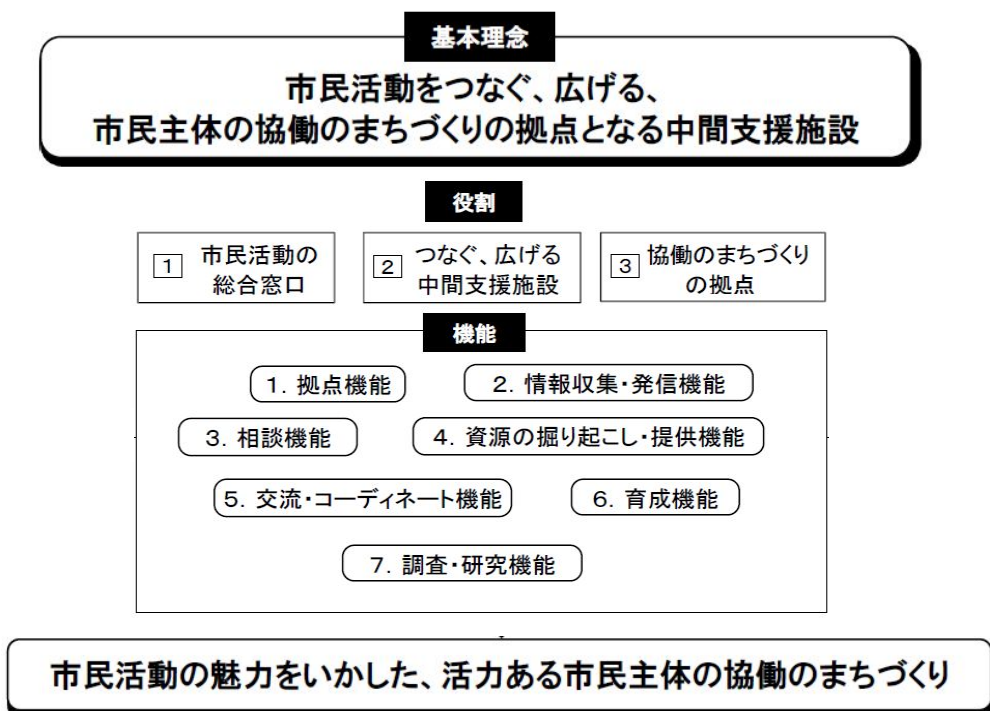 基本理念
市民活動をつなぐ、広げる、
市民主体の協働のまちづくりの拠点となる中間支援施設
役割
1 市民活動の
総合窓口
2 つなぐ、広げる
中間支援施設
3 協働のまちづくり
の拠点
機能
1. 拠点機能
2. 情報収集・発信機能
3. 相談機能
4. 資源の掘り起こし・提供機能
5. 交流・コーディネート機能
6. 育成機能
7. 調査・研究機能
市民活動の魅力をいかした、活力ある市民主体の協働のまちづくり